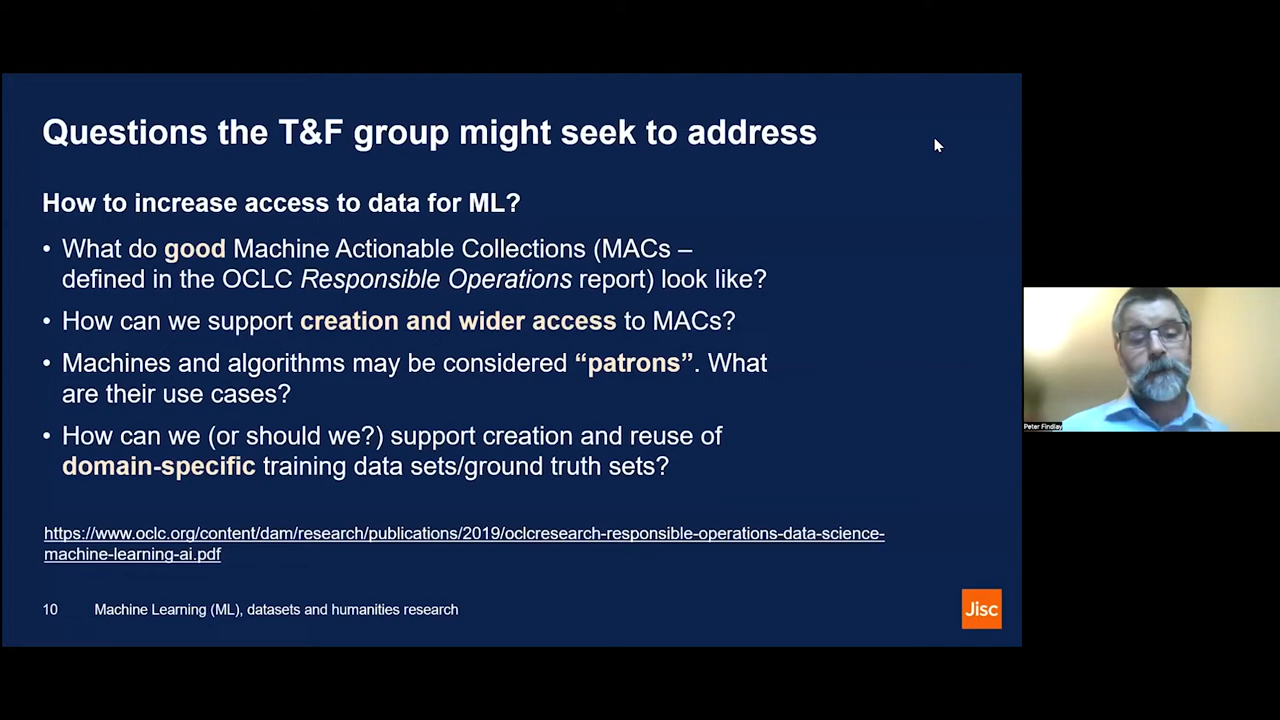 Questions the T&F group might seek to address
How to increase access to data for ML?
• What do good Machine Actionable Collections (MACs –
defined in the OCLC Responsible Operations report) look like?
• How can we support creation and wider access to MACs?
• Machines and algorithms may be considered “patrons”. What
are their use cases?
• How can we (or should we?) support creation and reuse of
domain-specific training data sets/ground truth sets?
https://www.oclc.org/content/dam/research/publications/2019/oclcresearch-responsible-operations-data-science-
machine-learning-ai.pdf
10 Machine Learning (ML), datasets and humanities research
Jisc
Peter Findlay